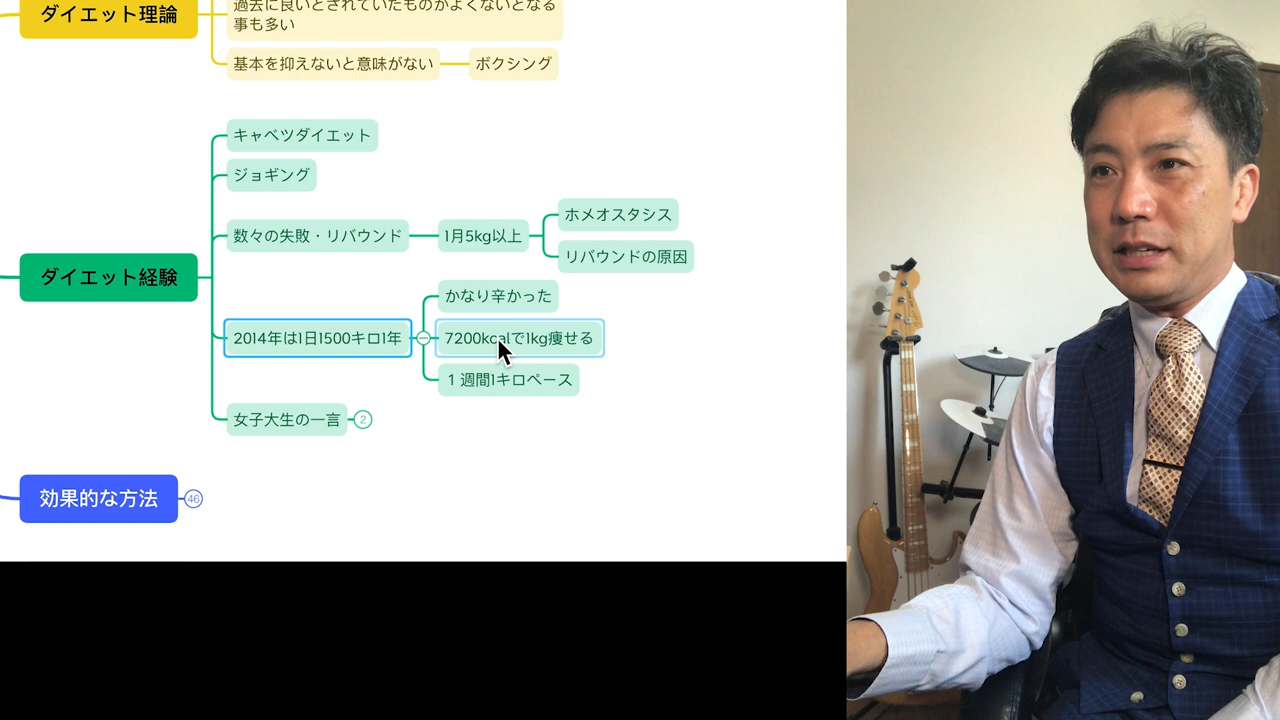 ダイエット理論
過去に良いとされていたものがよくないとなる
事も多い
基本を抑えないと意味がない
ボクシング
キャベツダイエット
ジョギング
数々の失敗・リバウンド
1月5kg以上
ホメオスタシス
リバウンドの原因
ダイエット経験
かなり辛かった
2014年は1日1500キロ1年
7200kcalで1kg痩せる
1週間1キロペース
女子大生の一言
2
効果的な方法
46